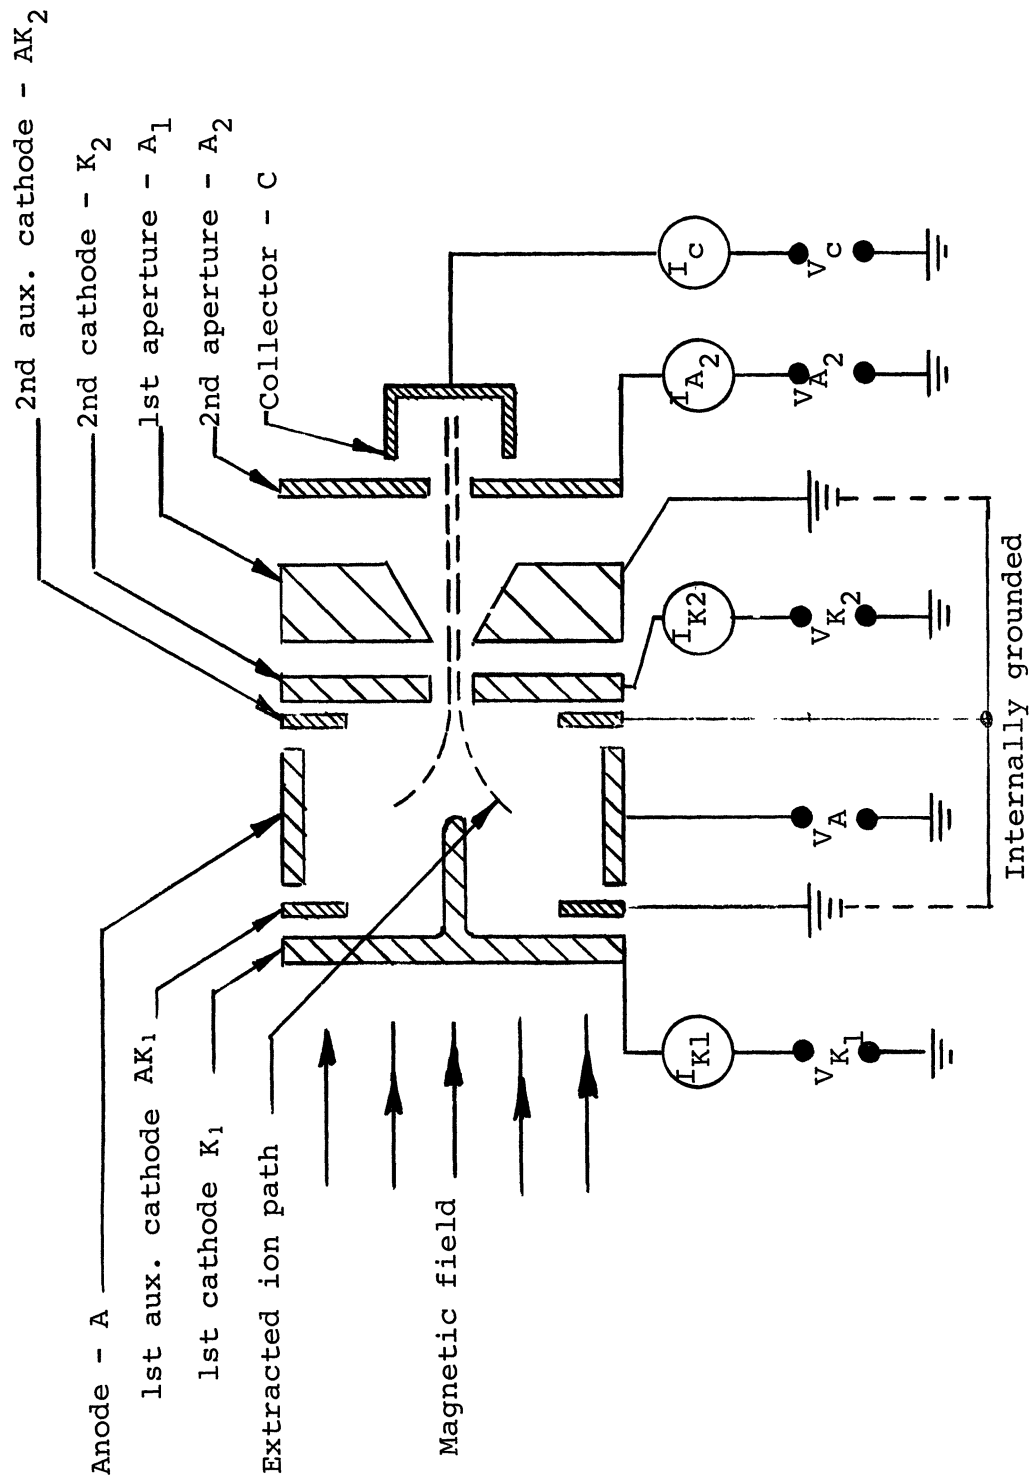 2nd aux. cathode - AK2
2nd cathode - K2
1st aperture - A1
2nd aperture - A2
Collector - C
Anode - A
1st aux. cathode AK1
1st cathode K1
Extracted ion path
Magnetic field
IK1
IK2
IA2
IC
VK1
VA
VK2
VA2
VC
Internally grounded